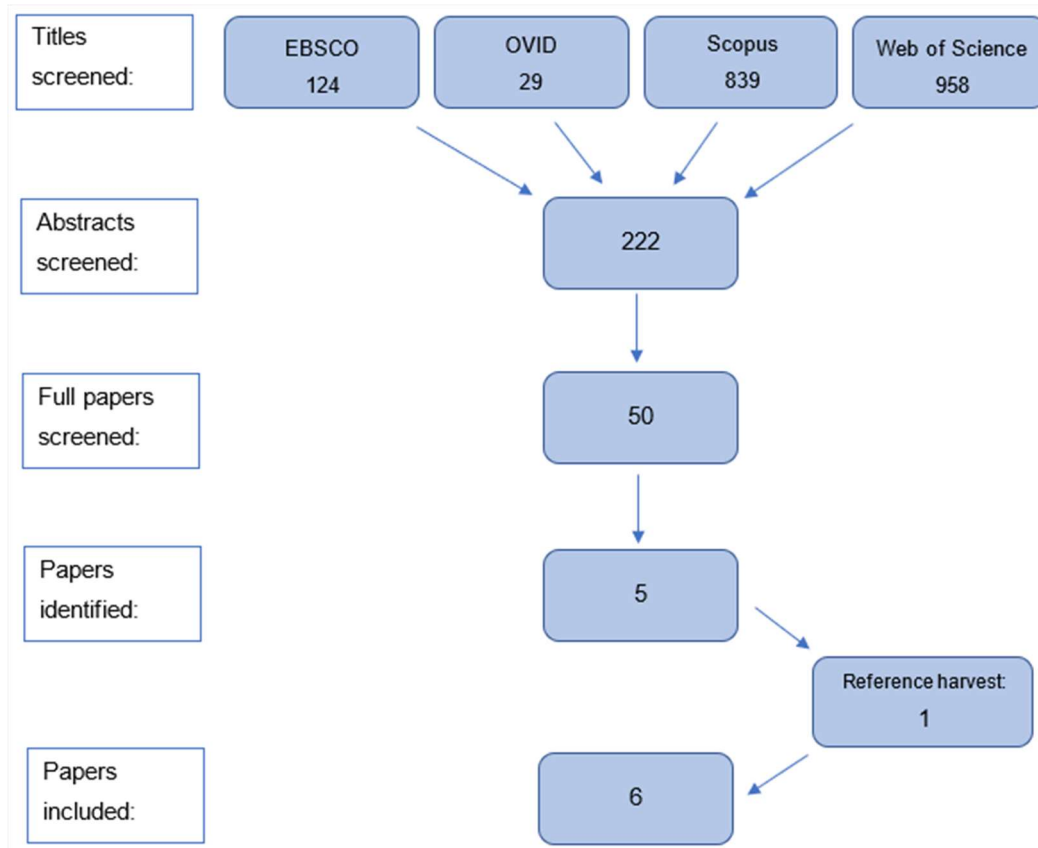 Titles
screened:
EBSCO
124
OVID
29
Scopus
839
Web of Science
958
Abstracts
screened:
222
Full papers
screened:
50
Papers
identified:
5
Reference harvest:
1
Papers
included:
6